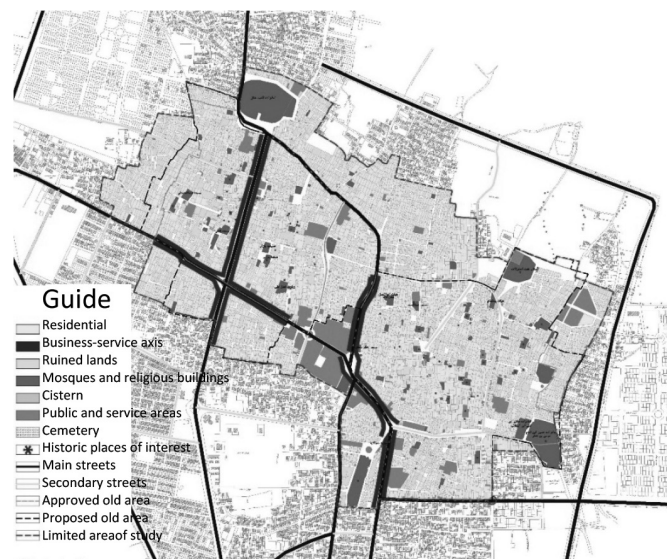 Guide
Residential
Business-service axis
Ruined lands
Mosques and religious buildings
Cistern
Public and service areas
Cemetery
Historic places of interest
Main streets
Secondary streets
Approved old area
Proposed old area
Limited areaof study